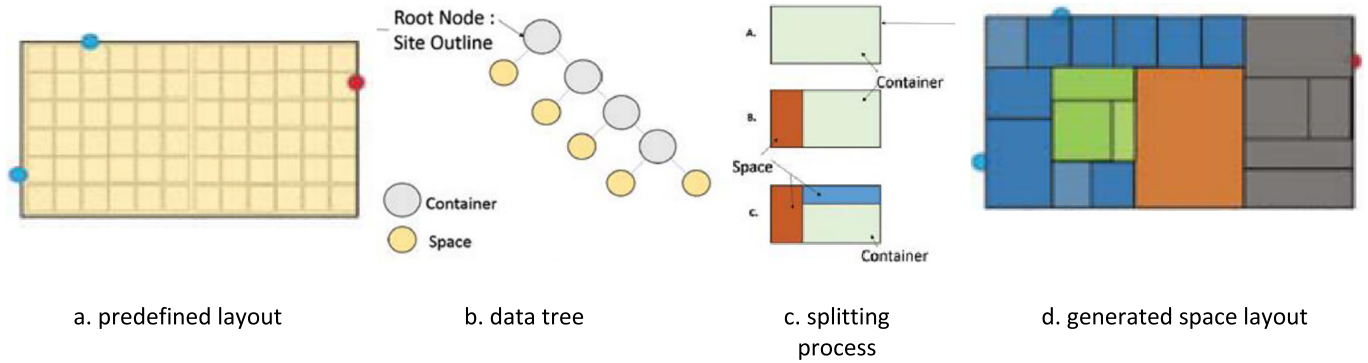 Root Node :
Site Outline
Container
Space
A.
Container
B.
Space
C.
Container
a. predefined layout
b. data tree
c. splitting
process
d. generated space layout